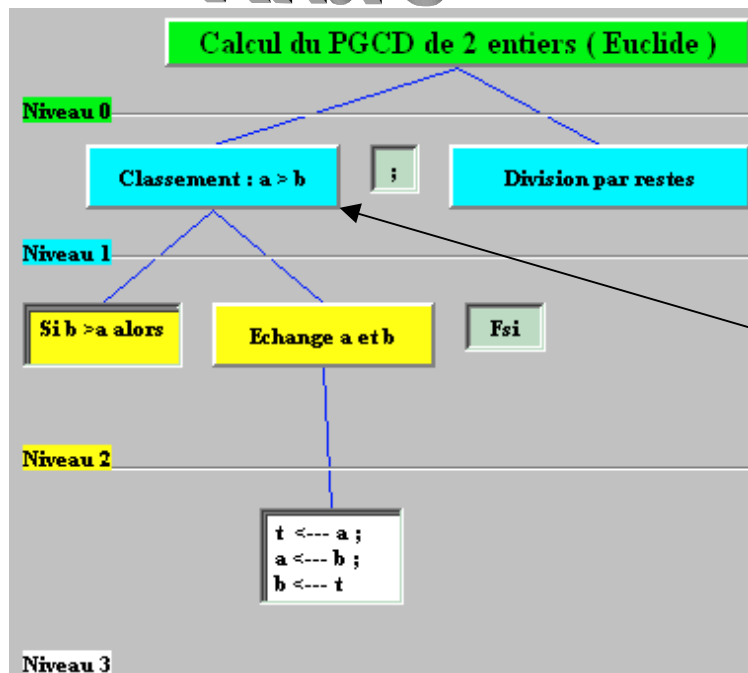 Calcul du PGCD de 2 entiers ( Euclide )
Niveau 0
Classement : a > b
;
Division par restes
Niveau 1
Si b >a alors
Echange a et b
Fsi
Niveau 2
t <--- a ;
a <--- b ;
b <--- t
Niveau 3